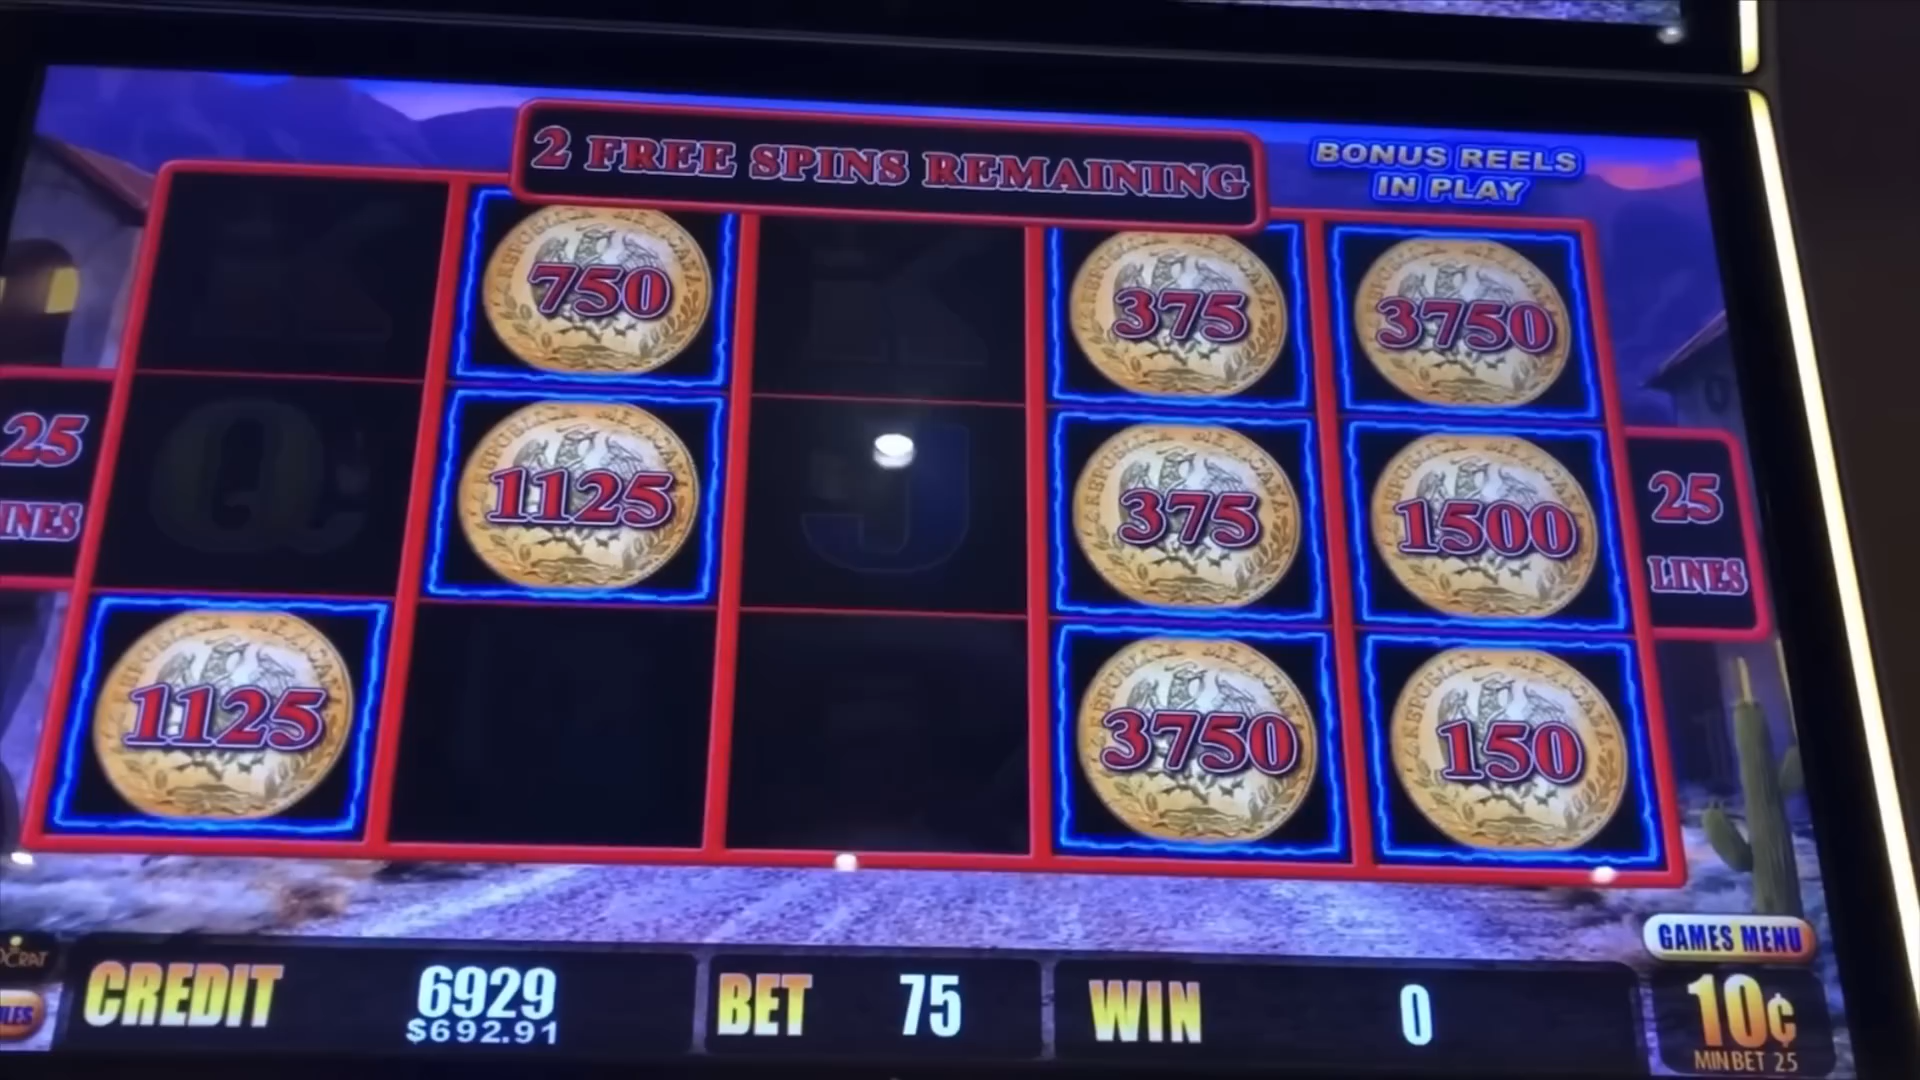 2 FREE SPINS REMAINING
BONUS REELS
IN PLAY
750
375
3750
25
LINES
Q
1125
J
375
1500
25
LINES
1125
3750
150
GAMES MENU
CREDIT 6929
$692.91
BET 75
WIN 0
10¢
MIN BET 25